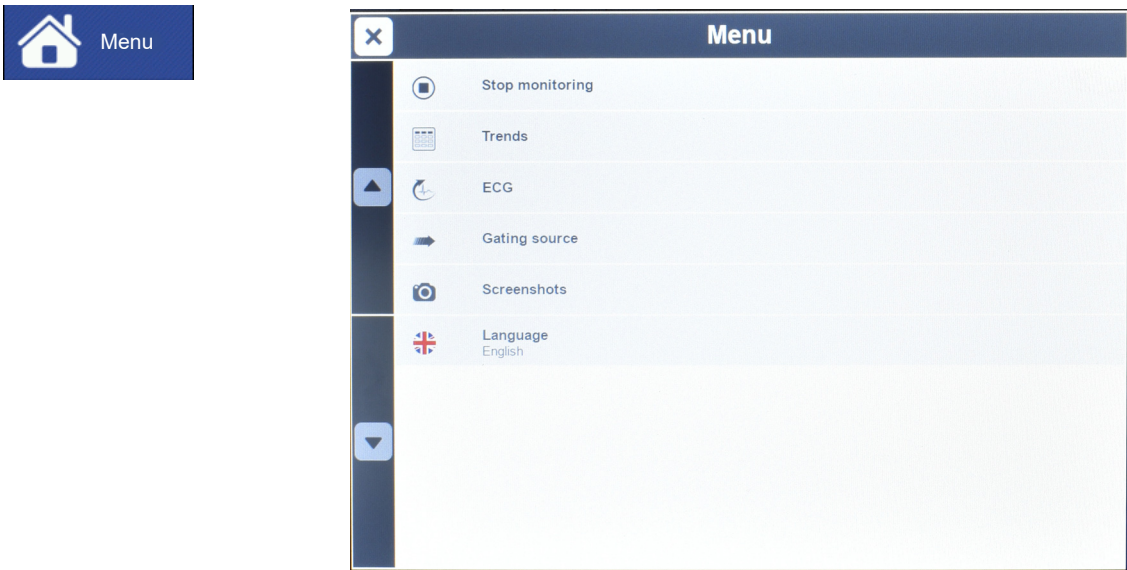 Menu
Menu
Stop monitoring
Trends
ECG
Gating source
Screenshots
Language
English